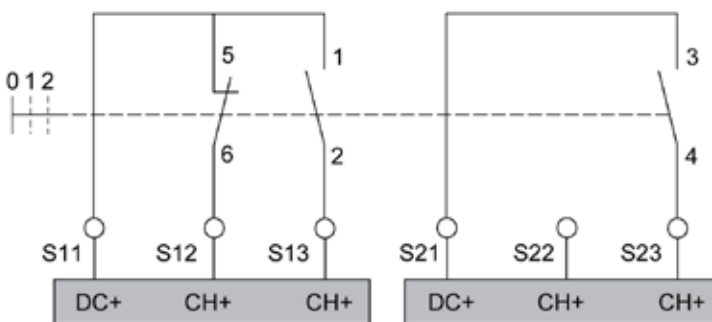 5 1 3
0 1 2
6 2 4
S11 S12 S13 S21 S22 S23
DC+ CH+ CH+ DC+ CH+ CH+